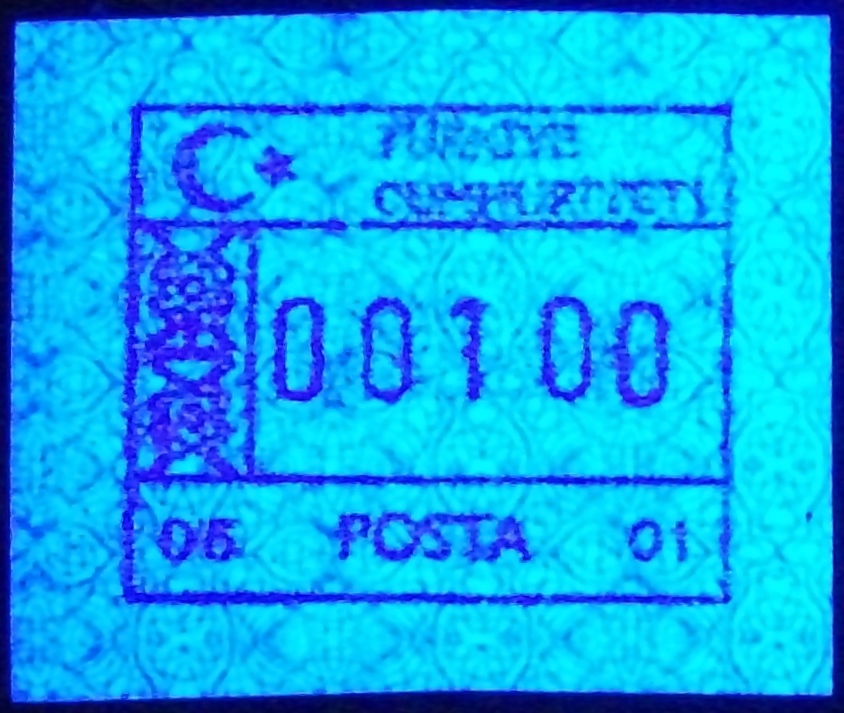 TÜRKİYE
CUMHURİYETİ
00100
06 POSTA 01